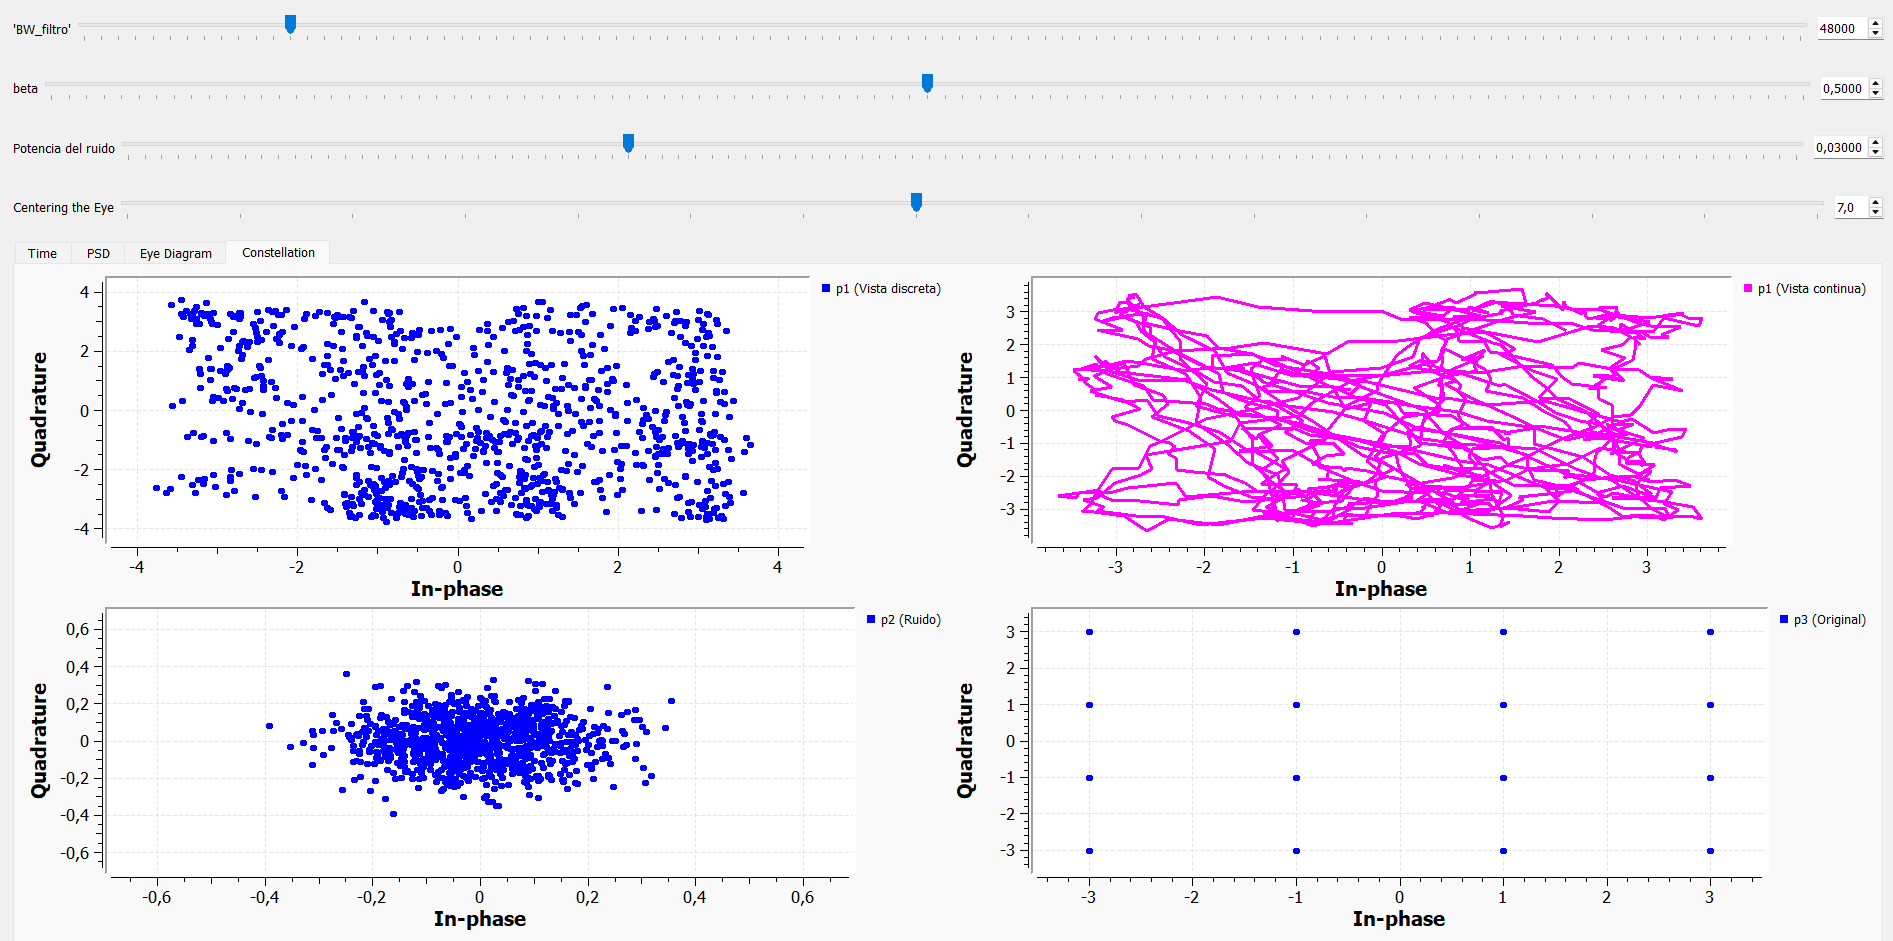 'BW_filtro' 48000
beta 0,5000
Potencia del ruido 0,03000
Centering the Eye 7,0
Time PSD Eye Diagram Constellation
p1 (Vista discreta)
4
2
0
-2
-4
Quadrature
-4 -2 0 2 4
In-phase
p1 (Vista continua)
3
2
1
0
-1
-2
-3
Quadrature
-3 -2 -1 0 1 2 3
In-phase
p2 (Ruido)
0,6
0,4
0,2
0
-0,2
-0,4
-0,6
Quadrature
-0,6 -0,4 -0,2 0 0,2 0,4 0,6
In-phase
p3 (Original)
3
2
1
0
-1
-2
-3
Quadrature
-3 -2 -1 0 1 2 3
In-phase